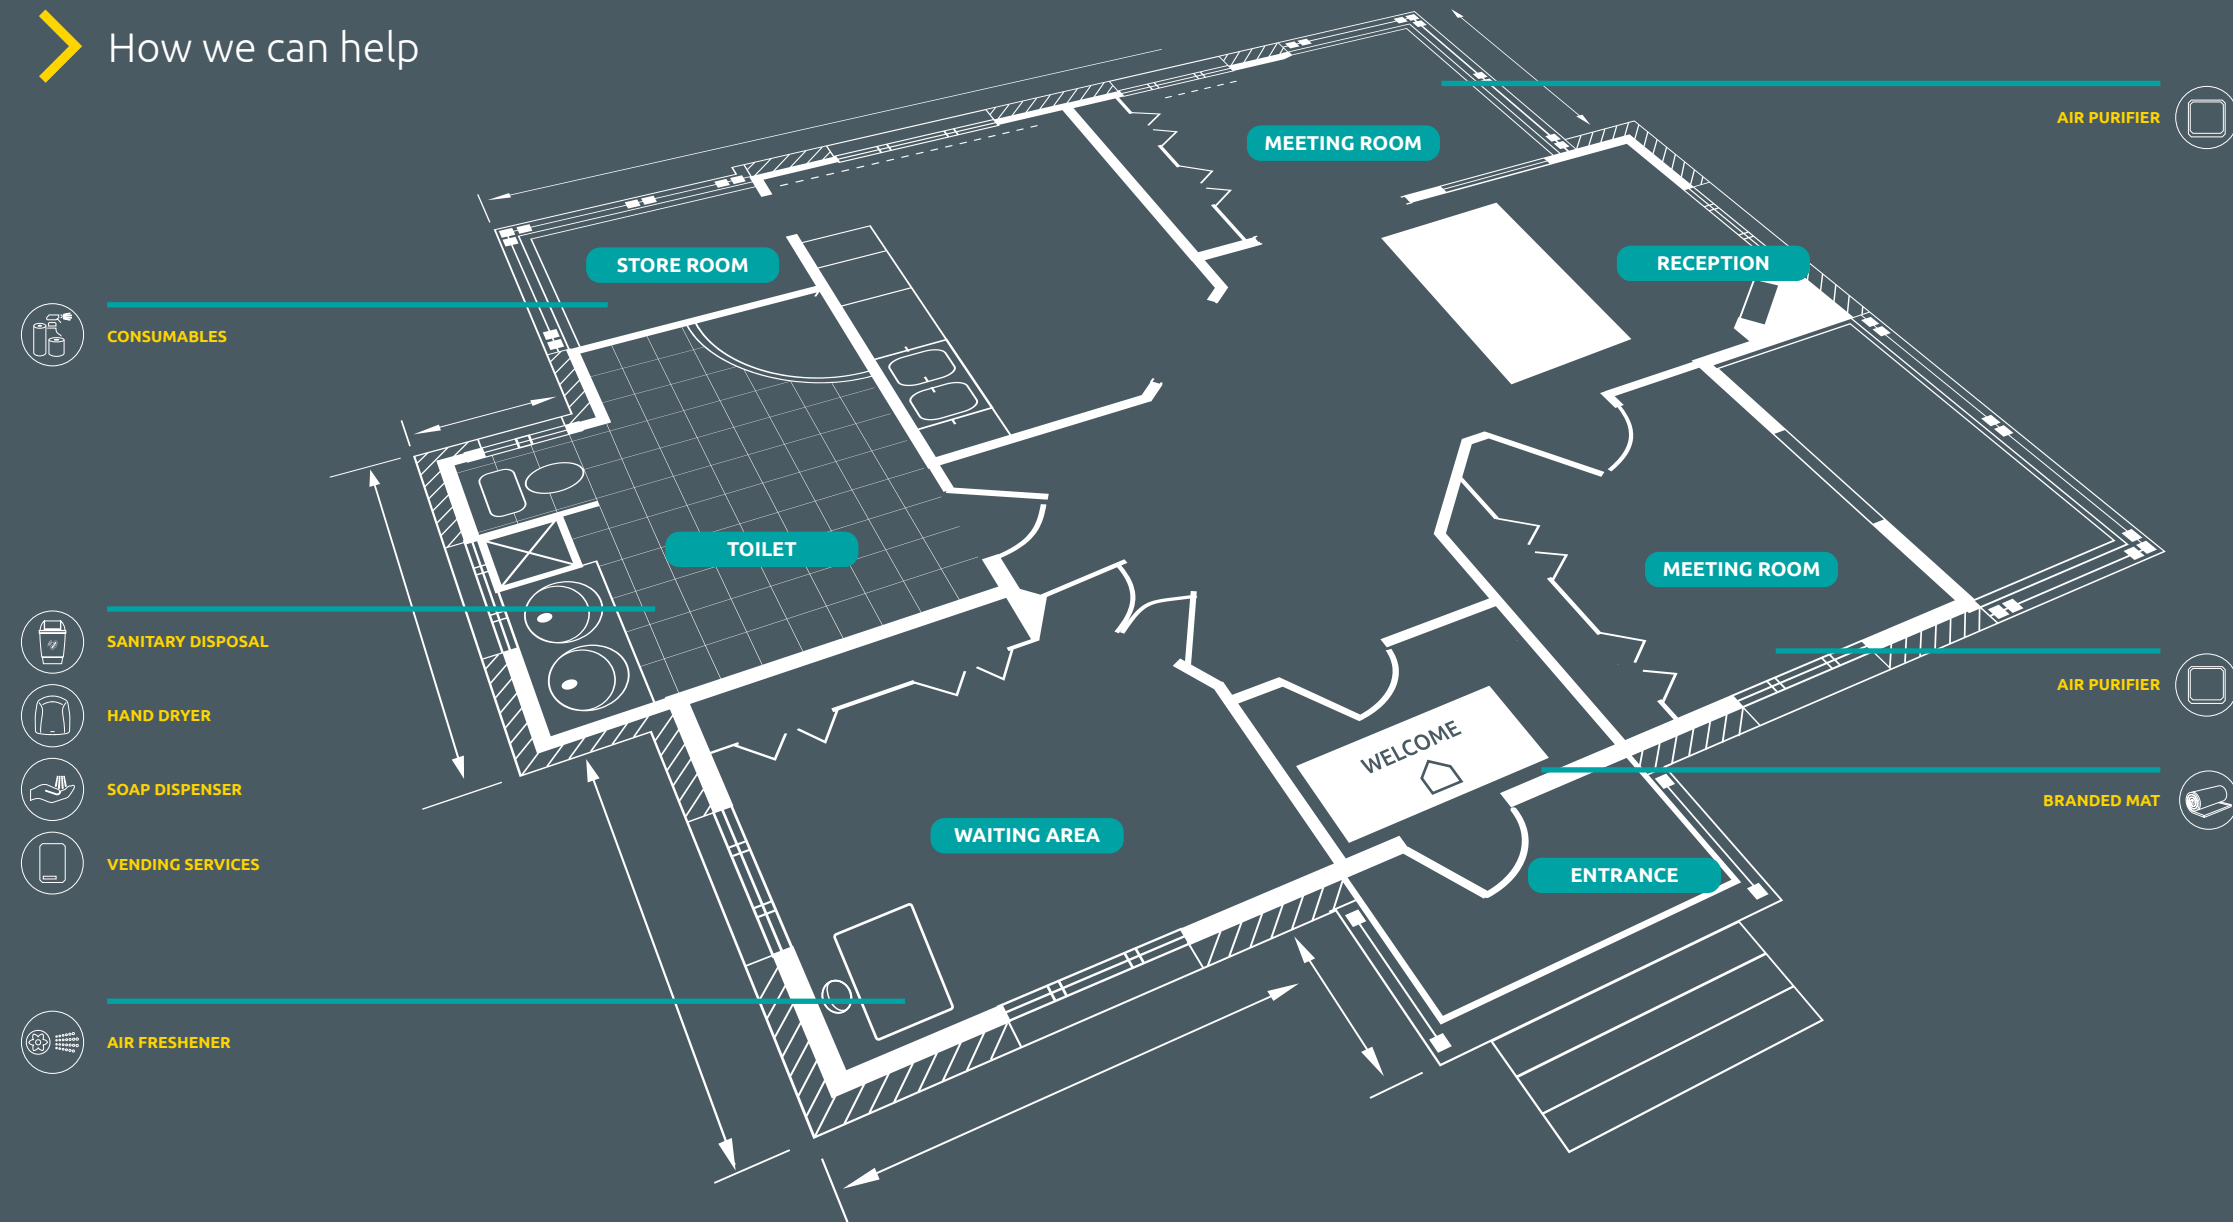 How we can help
AIR PURIFIER
MEETING ROOM
STORE ROOM
RECEPTION
CONSUMABLES
TOILET
MEETING ROOM
SANITARY DISPOSAL
AIR PURIFIER
HAND DRYER
WELCOME
SOAP DISPENSER
BRANDED MAT
WAITING AREA
VENDING SERVICES
ENTRANCE
AIR FRESHENER